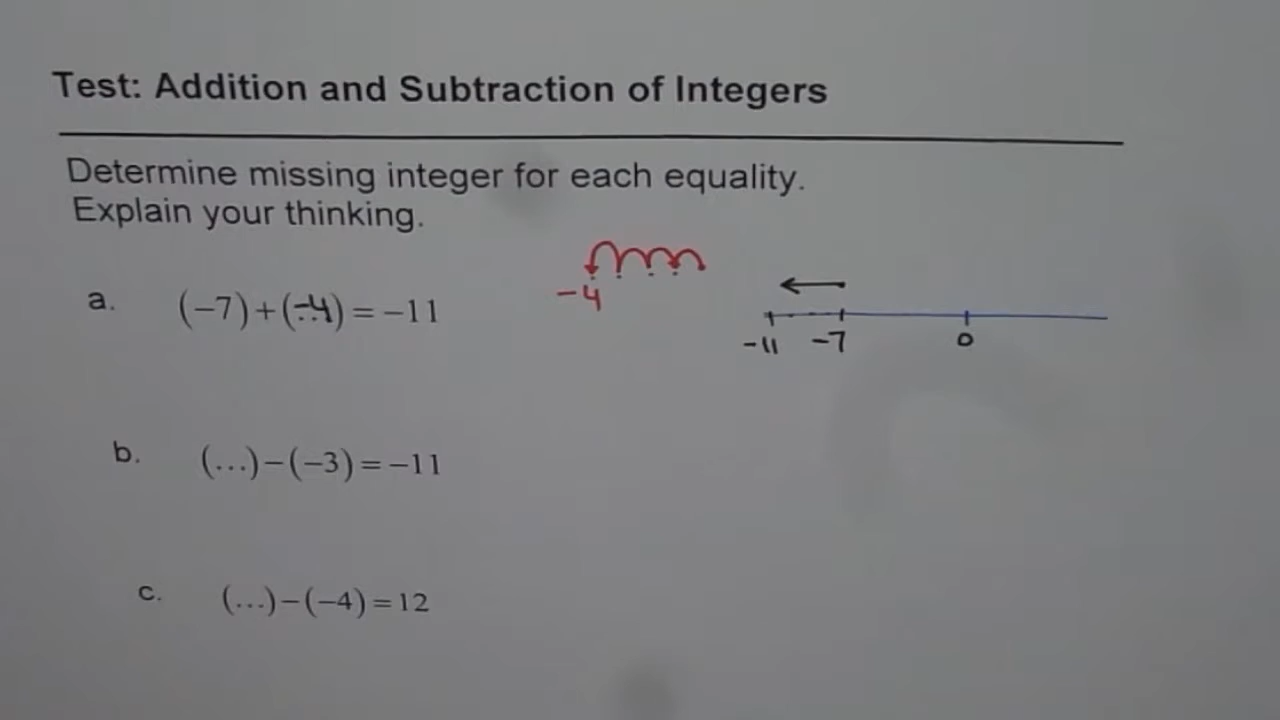 Test: Addition and Subtraction of Integers
Determine missing integer for each equality.
Explain your thinking.
a. (−7)+(−4)=−11
−4
−11 −7 0
b. (...)−(−3)=−11
c. (...)−(−4)=12